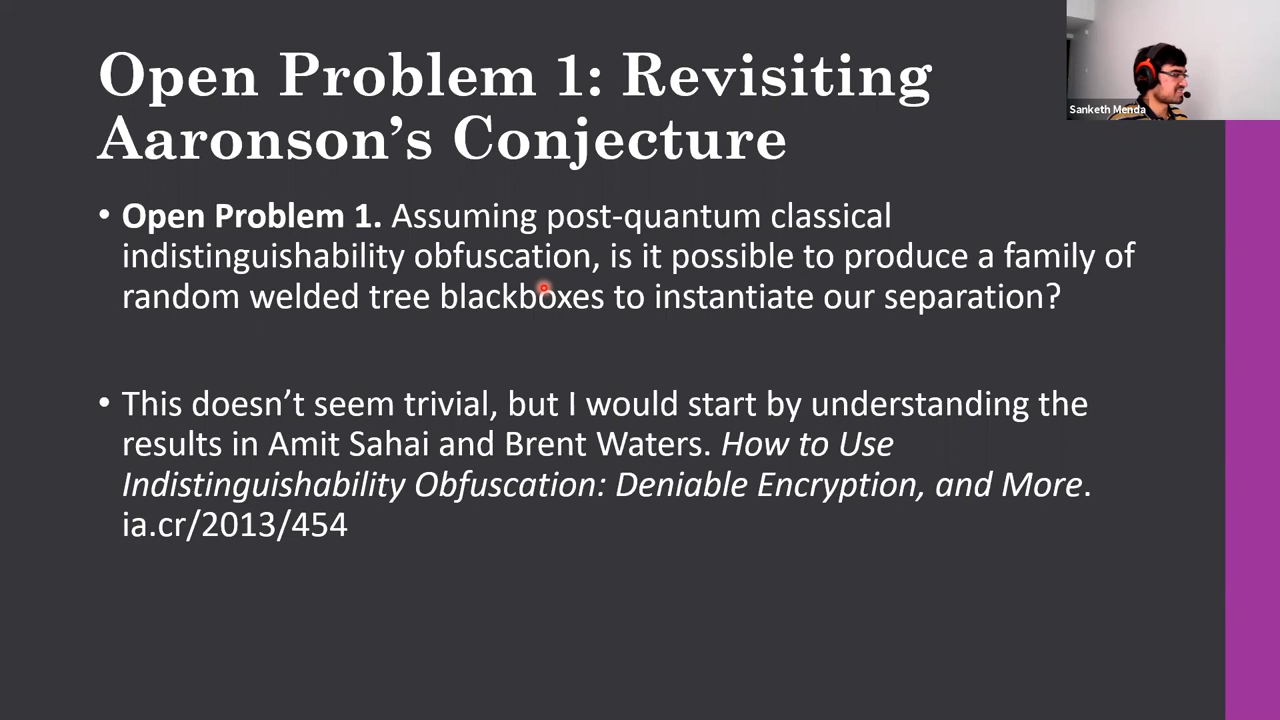 Open Problem 1: Revisiting
Aaronson’s Conjecture
Sanketh Menda
• Open Problem 1. Assuming post-quantum classical
indistinguishability obfuscation, is it possible to produce a family of
random welded tree blackboxes to instantiate our separation?
• This doesn’t seem trivial, but I would start by understanding the
results in Amit Sahai and Brent Waters. How to Use
Indistinguishability Obfuscation: Deniable Encryption, and More.
ia.cr/2013/454